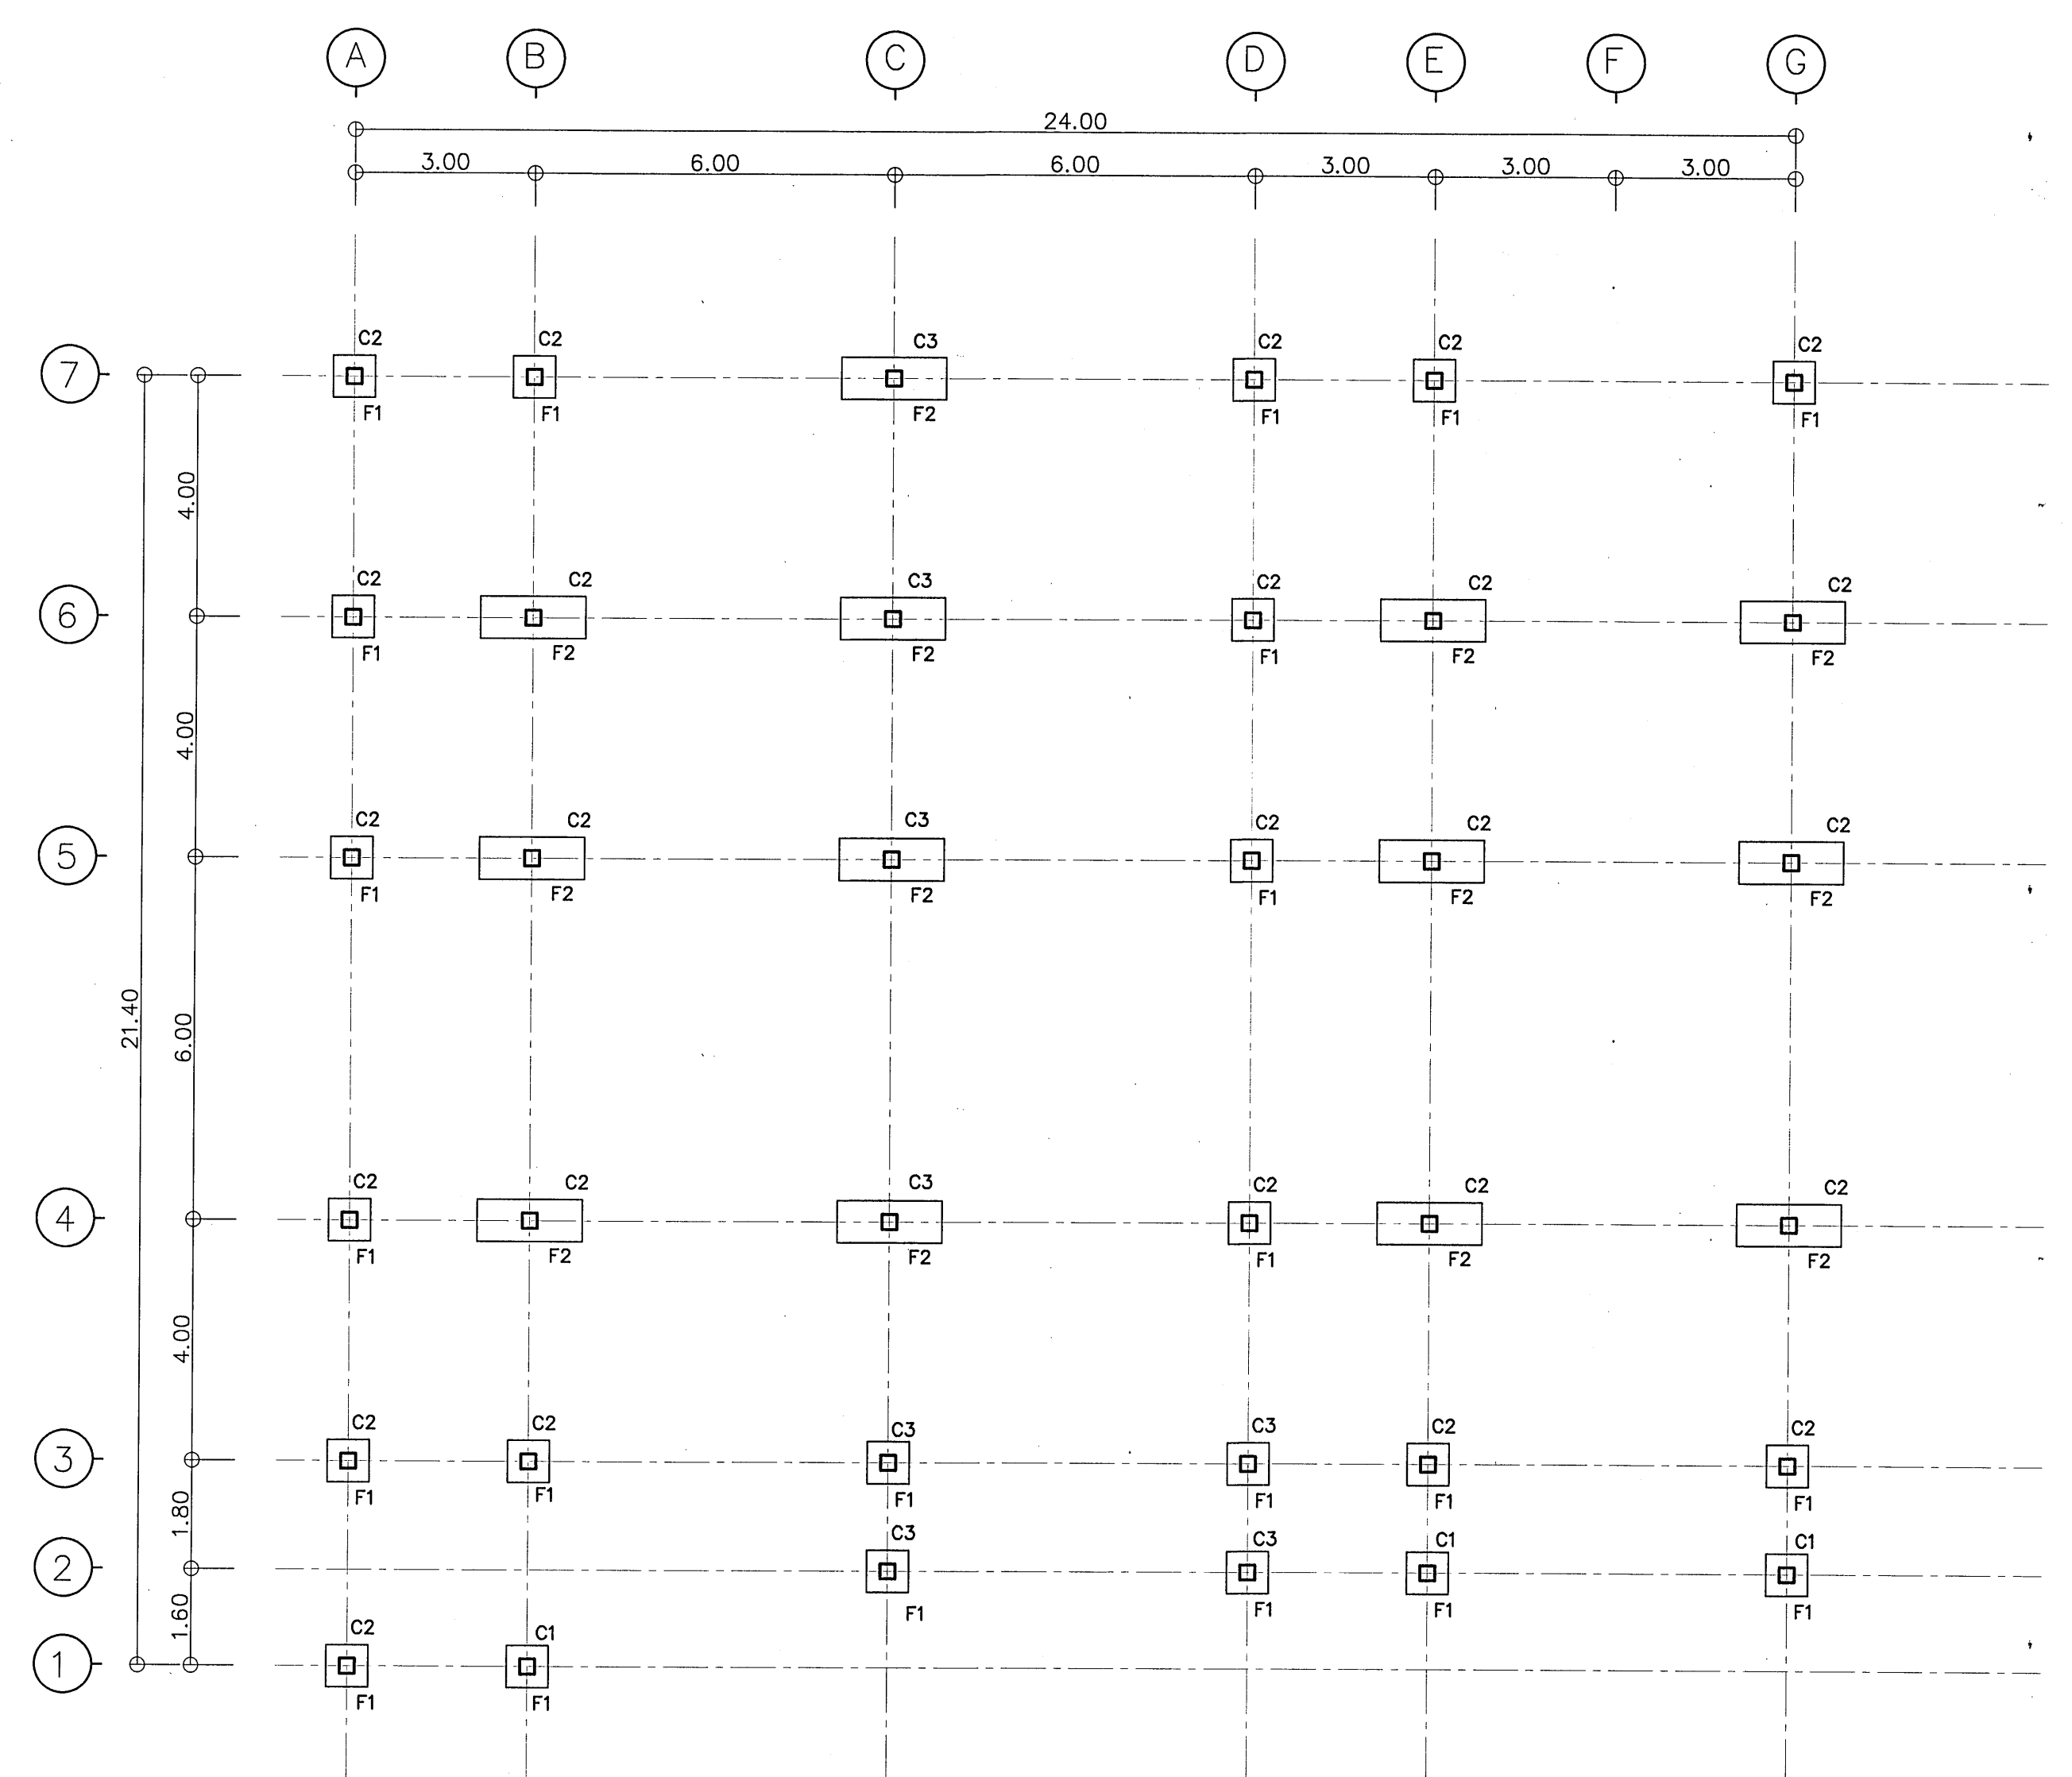 A B C D E F G
24.00
3.00 6.00 6.00 3.00 3.00 3.00
C2 C2 C3 C2 C2 C2
7
F1 F1 F2 F1 F1 F1
4.00
C2 C2 C3 C2 C2 C2
6
F1 F2 F2 F1 F2 F2
4.00
C2 C2 C3 C2 C2 C2
5
F1 F2 F2 F1 F2 F2
21.40 6.00
C2 C2 C3 C2 C2 C2
4
F1 F2 F2 F1 F2 F2
4.00
C2 C2 C3 C3 C2 C2
3
F1 F1 F1 F1 F1 F1
1.80
C3 C3 C1 C1
2
F1 F1 F1 F1
1.60
C2 C1
1
F1 F1